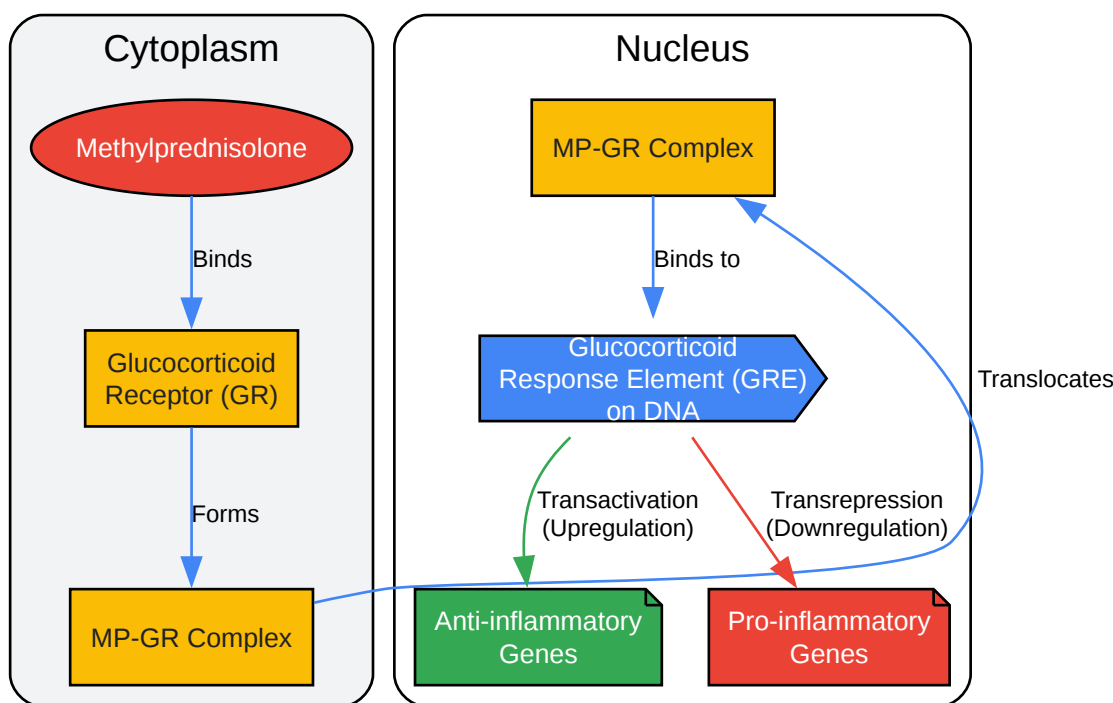 Cytoplasm
Methylprednisolone
Binds
Glucocorticoid
Receptor (GR)
Forms
MP-GR Complex
Nucleus
MP-GR Complex
Binds to
Glucocorticoid
Response Element (GRE)
on DNA
Translocates
Transactivation
(Upregulation)
Transrepression
(Downregulation)
Anti-inflammatory
Genes
Pro-inflammatory
Genes